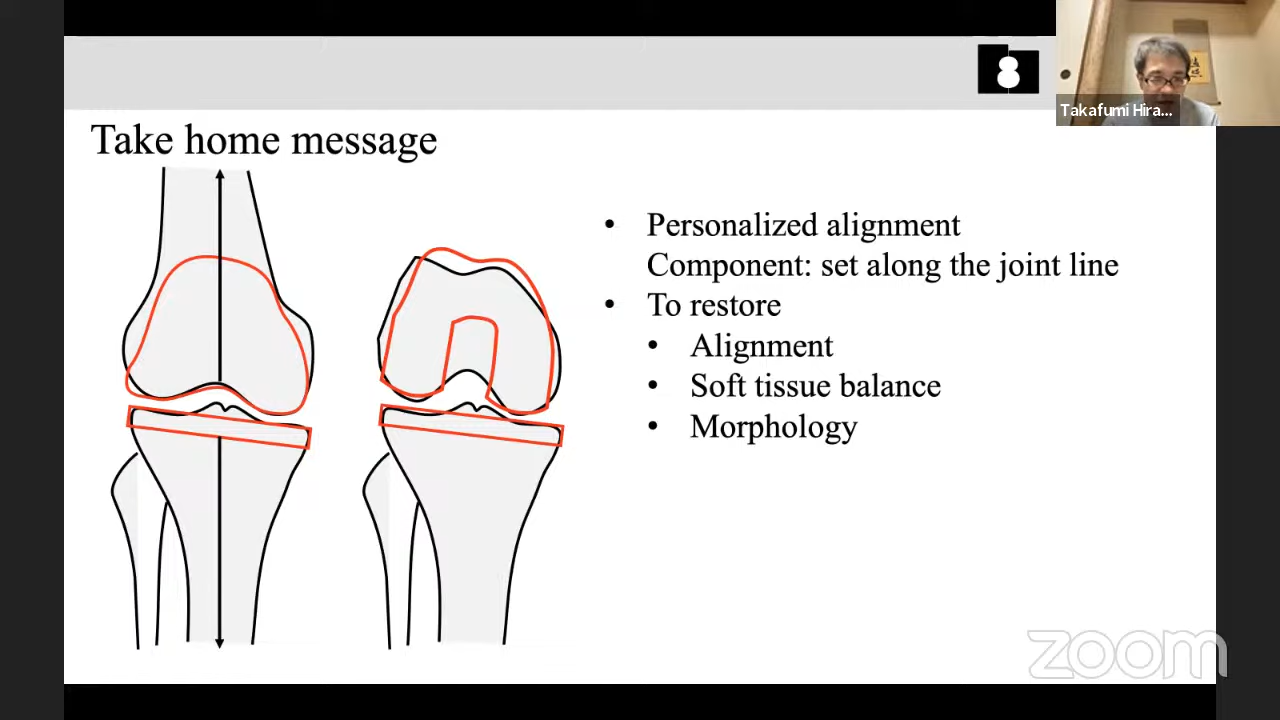 Takafumi Hira...
Take home message
• Personalized alignment
Component: set along the joint line
• To restore
• Alignment
• Soft tissue balance
• Morphology
zoom